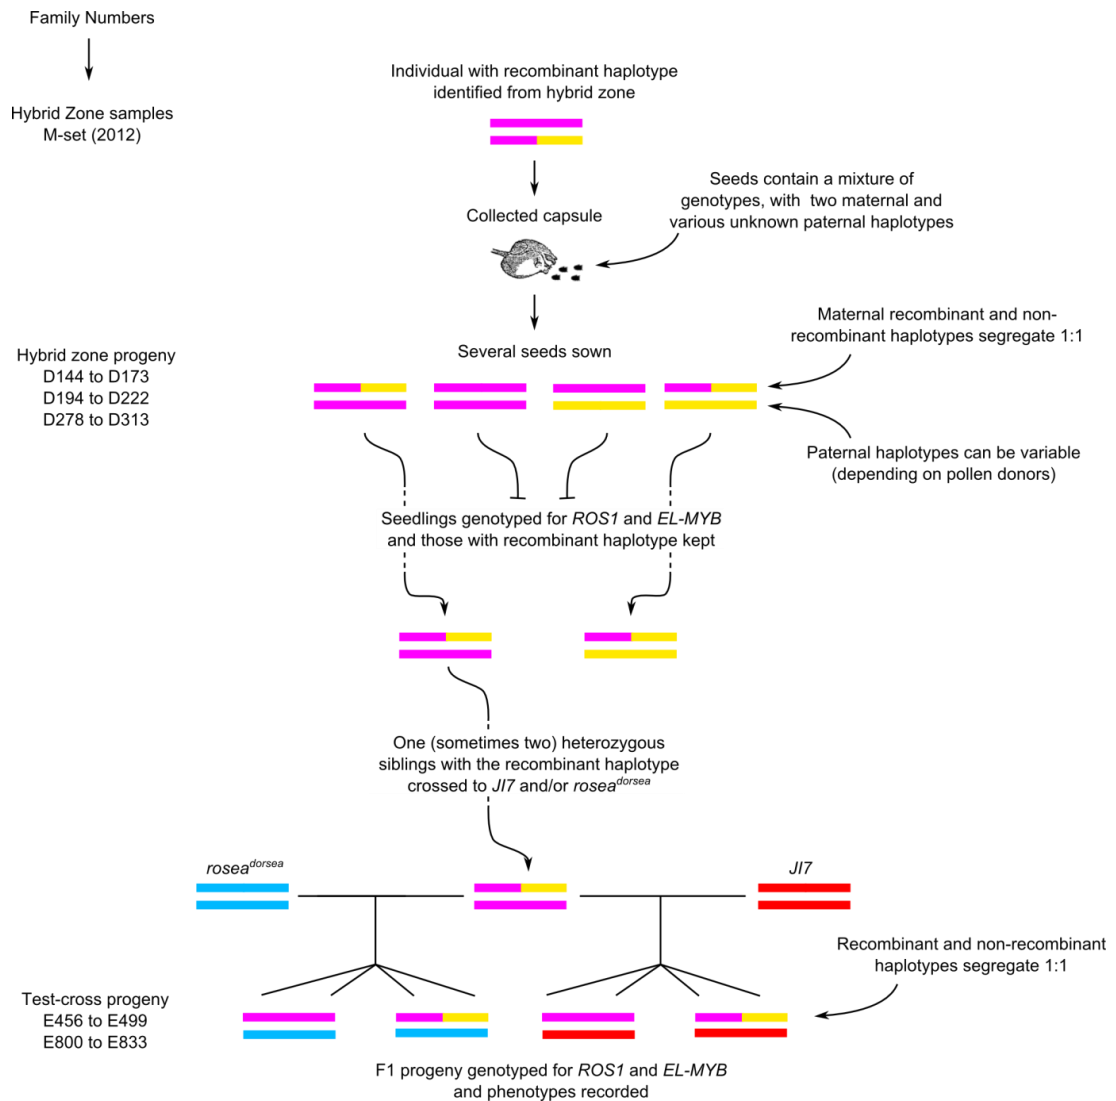 Family Numbers
Hybrid Zone samples
M-set (2012)
Individual with recombinant haplotype
identified from hybrid zone
Collected capsule
Seeds contain a mixture of
genotypes, with two maternal and
various unknown paternal haplotypes
Several seeds sown
Maternal recombinant and non-
recombinant haplotypes segregate 1:1
Hybrid zone progeny
D144 to D173
D194 to D222
D278 to D313
Paternal haplotypes can be variable
(depending on pollen donors)
Seedlings genotyped for ROS1 and EL-MYB
and those with recombinant haplotype kept
One (sometimes two) heterozygous
siblings with the recombinant haplotype
crossed to JI7 and/or rosea^dorsea
rosea^dorsea
JI7
Recombinant and non-recombinant
haplotypes segregate 1:1
Test-cross progeny
E456 to E499
E800 to E833
F1 progeny genotyped for ROS1 and EL-MYB
and phenotypes recorded